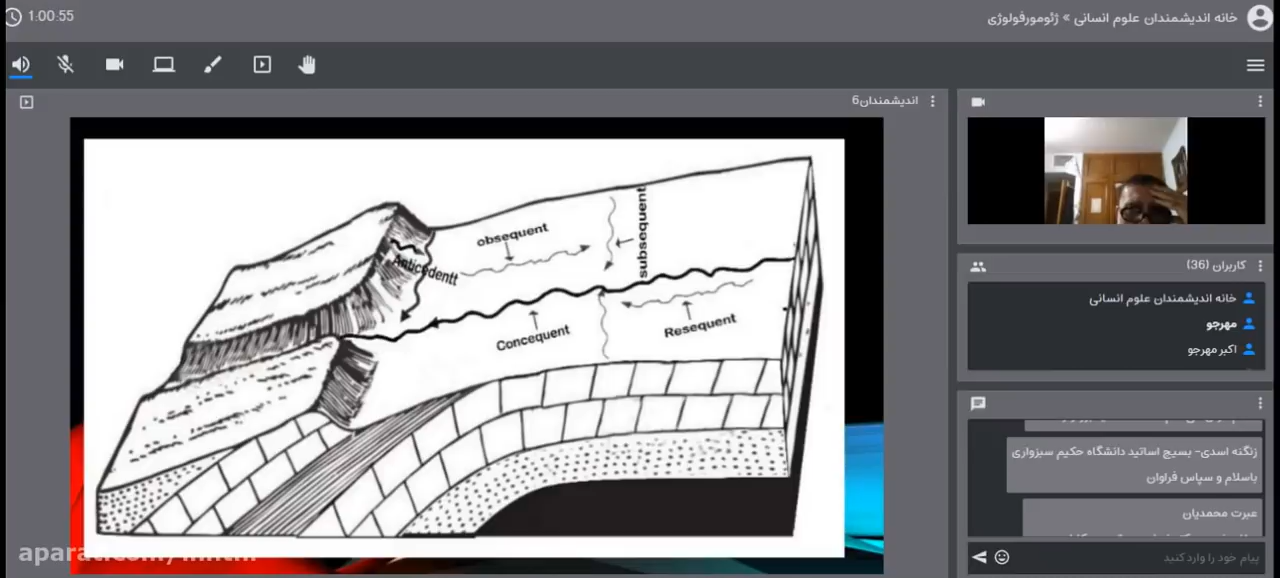 1:00:55
خانه اندیشمندان علوم انسانی » ژئومورفولوژی
اندیشمندان6
obsequent
subsequent
Anticedentt
Concequent
Resequent
کاربران (36)
خانه اندیشمندان علوم انسانی
مهرجو
اکبر مهرجو
زنگنه اسدی- بسیج اساتید دانشگاه حکیم سبزواری
باسلام و سپاس فراوان
عبرت محمدیان
پیام خود را وارد کنید